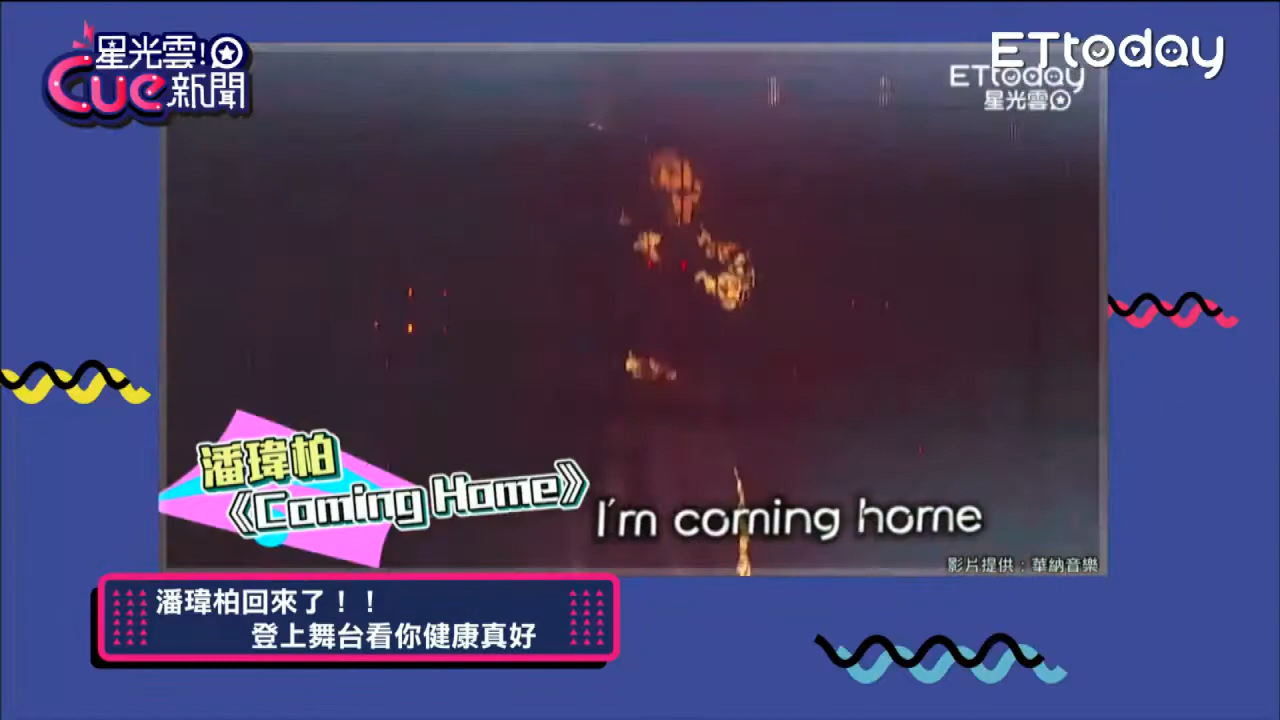 星光雲!
Cue新聞
ETtoday
ETtoday
星光雲
潘瑋柏
《Coming Home》
I'm coming home
影片提供：華納音樂
潘瑋柏回來了！！
登上舞台看你健康真好